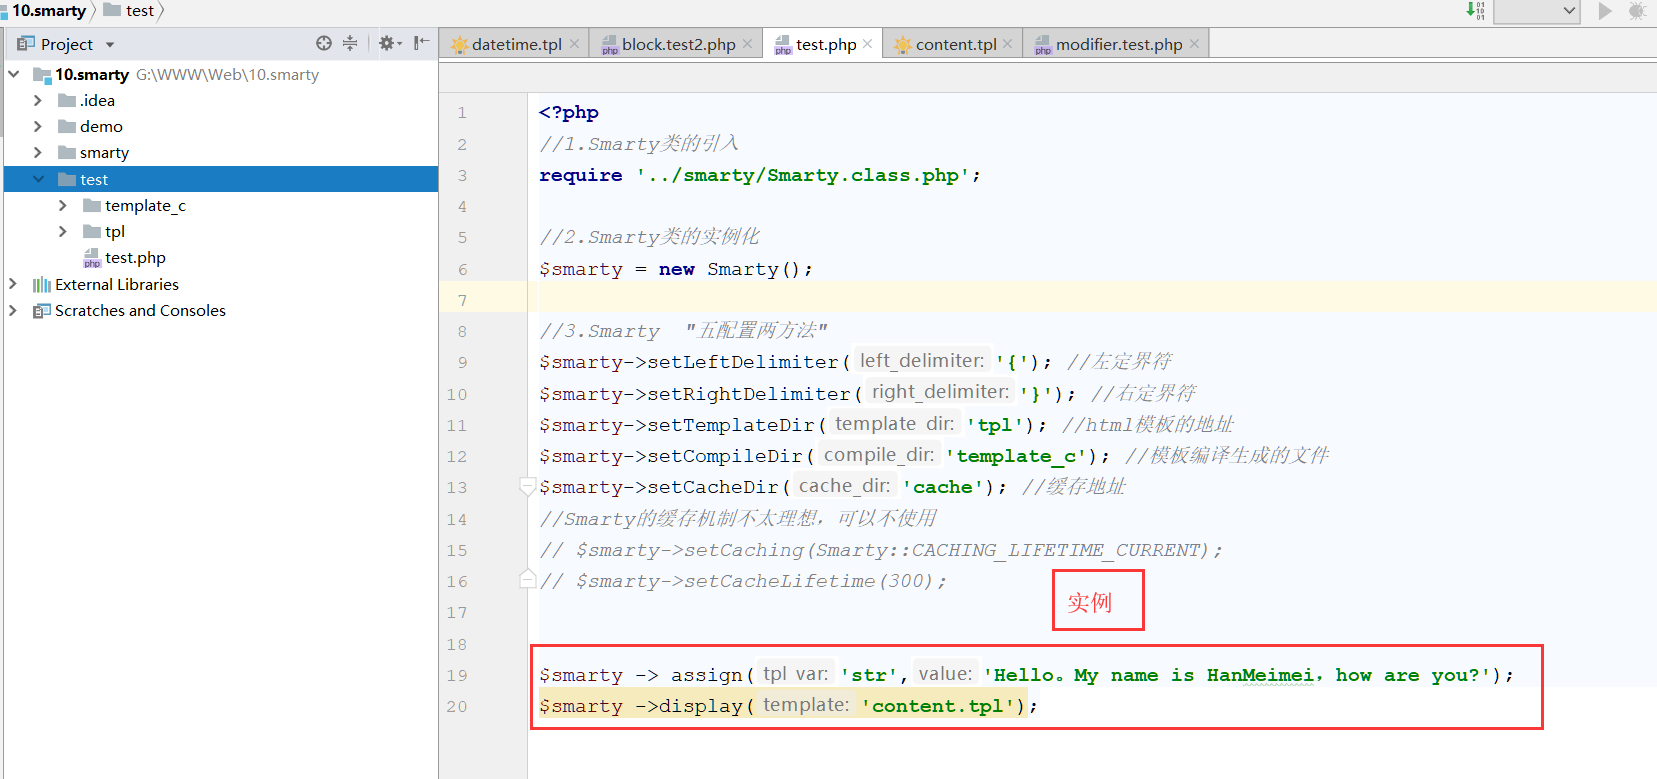 10.smarty test
Project
datetime.tpl block.test2.php test.php content.tpl modifier.test.php
10.smarty G:\WWW\Web\10.smarty
.idea
demo
smarty
test
template_c
tpl
test.php
External Libraries
Scratches and Consoles
1 <?php
2 //1.Smarty类的引入
3 require '../smarty/Smarty.class.php';
4
5 //2.Smarty类的实例化
6 $smarty = new Smarty();
7
8 //3.Smarty "五配置两方法"
9 $smarty->setLeftDelimiter( left_delimiter: '{'); //左定界符
10 $smarty->setRightDelimiter( right_delimiter: '}'); //右定界符
11 $smarty->setTemplateDir( template_dir: 'tpl'); //html模板的地址
12 $smarty->setCompileDir( compile_dir: 'template_c'); //模板编译生成的文件
13 $smarty->setCacheDir( cache_dir: 'cache'); //缓存地址
14 //Smarty的缓存机制不太理想，可以不使用
15 // $smarty->setCaching(Smarty::CACHING_LIFETIME_CURRENT);
16 // $smarty->setCacheLifetime(300);
实例
17
18
19 $smarty -> assign( tpl_var: 'str', value: 'Hello。My name is HanMeimei，how are you?');
20 $smarty ->display( template: 'content.tpl');